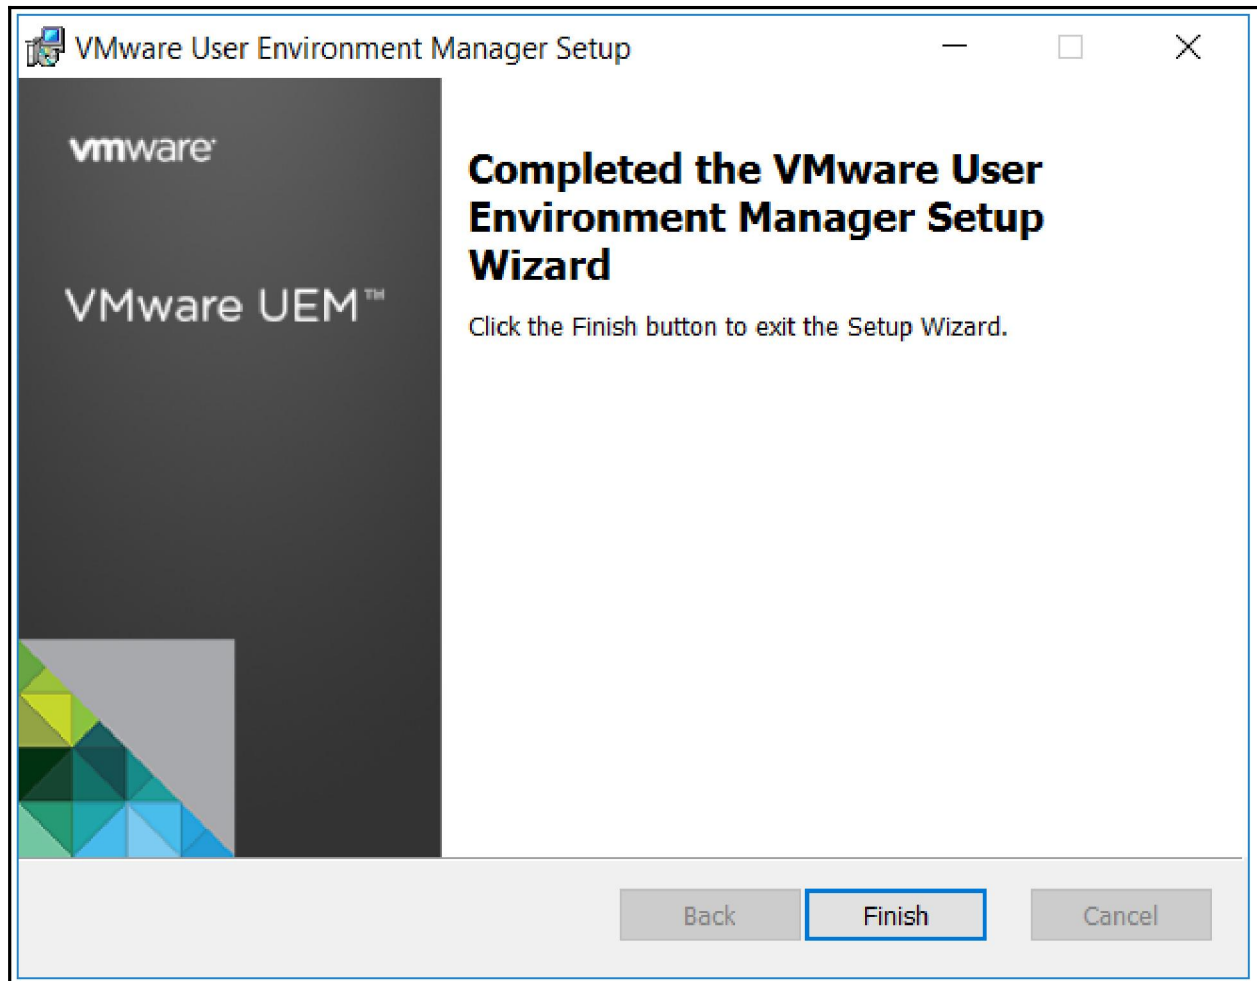 VMware User Environment Manager Setup
vmware
VMware UEM™
Completed the VMware User
Environment Manager Setup
Wizard
Click the Finish button to exit the Setup Wizard.
Back
Finish
Cancel